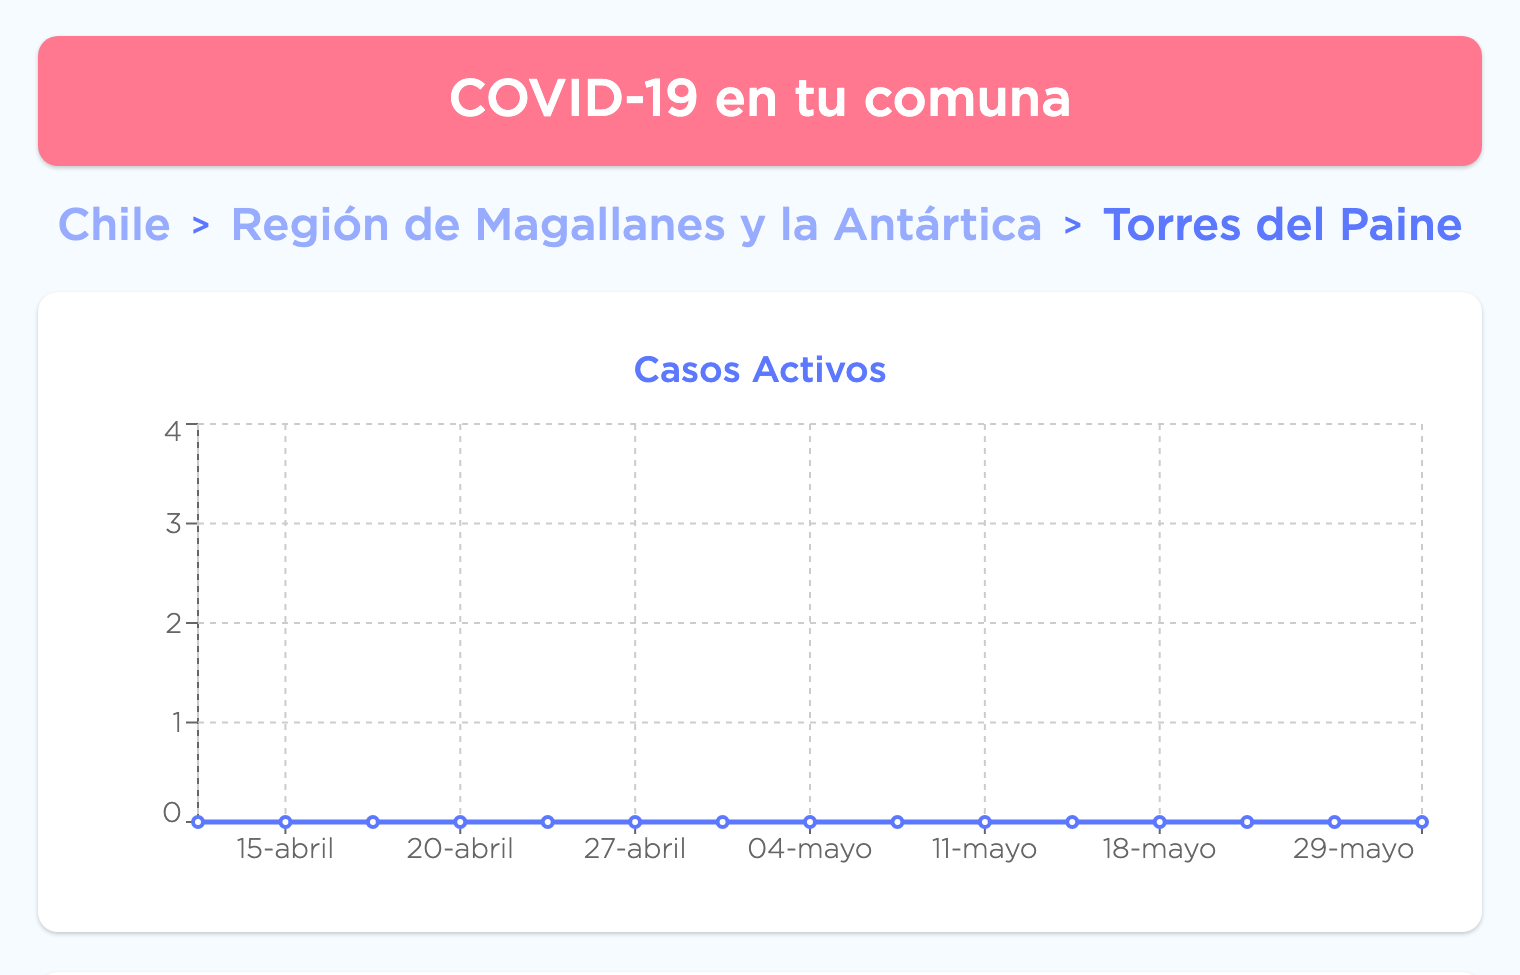 COVID-19 en tu comuna
Chile > Región de Magallanes y la Antártica > Torres del Paine
Casos Activos
4
3
2
1
0
15-abril 20-abril 27-abril 04-mayo 11-mayo 18-mayo 29-mayo